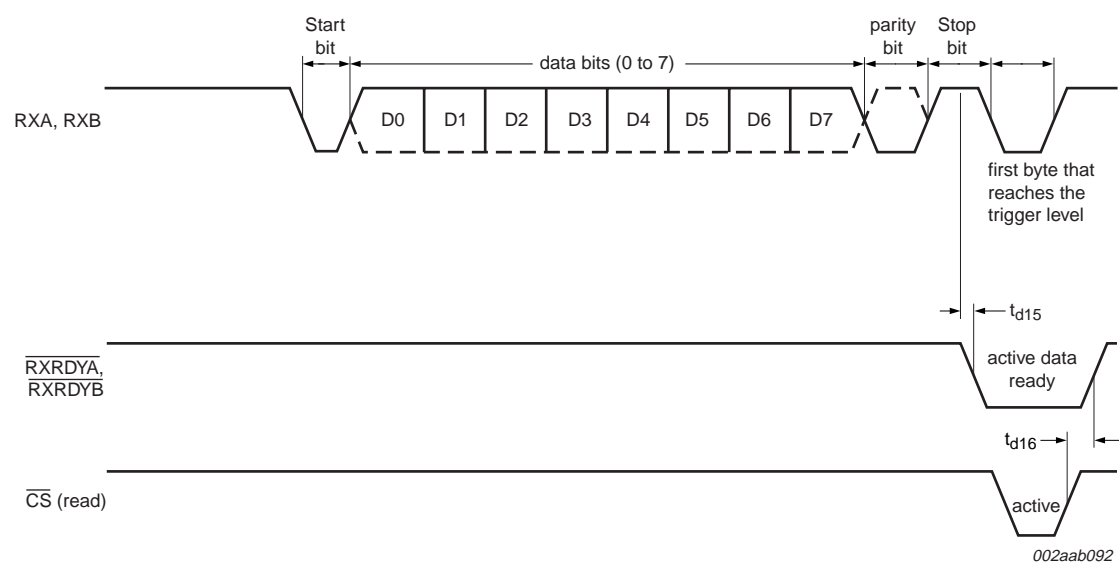 Start
bit
data bits (0 to 7)
parity
bit
Stop
bit
RXA, RXB
D0 D1 D2 D3 D4 D5 D6 D7
first byte that
reaches the
trigger level
td15
RXRDYA,
RXRDYB
active data
ready
td16
CS (read)
active
002aab092